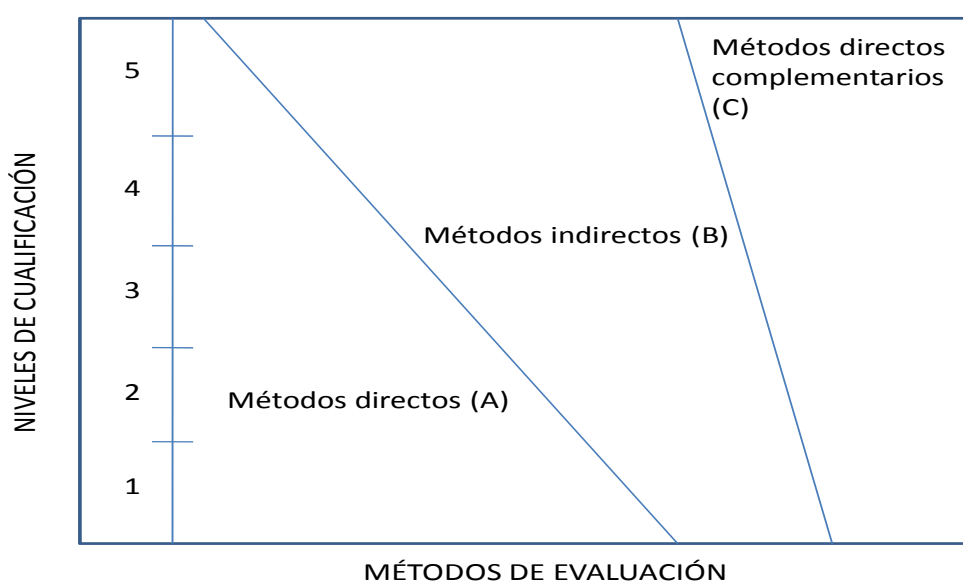 NIVELES DE CUALIFICACIÓN
5
4
3
2
1
Métodos directos
complementarios
(C)
Métodos indirectos (B)
Métodos directos (A)
MÉTODOS DE EVALUACIÓN